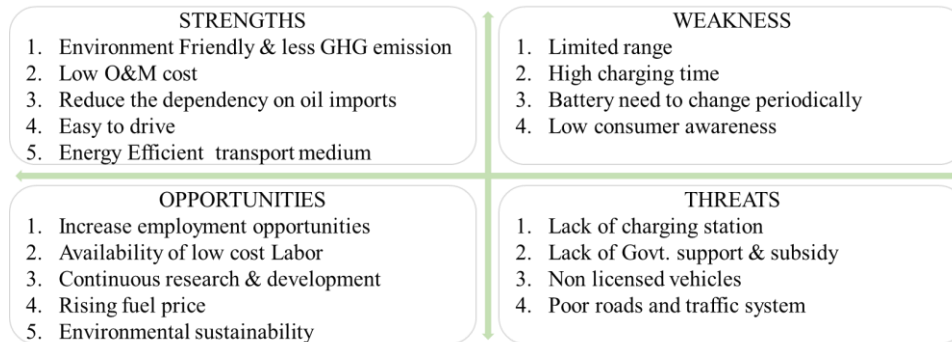 STRENGTHS
1. Environment Friendly & less GHG emission
2. Low O&M cost
3. Reduce the dependency on oil imports
4. Easy to drive
5. Energy Efficient transport medium
WEAKNESS
1. Limited range
2. High charging time
3. Battery need to change periodically
4. Low consumer awareness
OPPORTUNITIES
1. Increase employment opportunities
2. Availability of low cost Labor
3. Continuous research & development
4. Rising fuel price
5. Environmental sustainability
THREATS
1. Lack of charging station
2. Lack of Govt. support & subsidy
3. Non licensed vehicles
4. Poor roads and traffic system